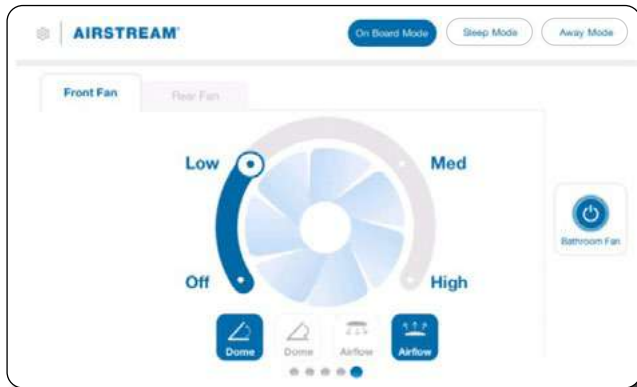 AIRSTREAM
On Board Mode
Sleep Mode
Away Mode
Front Fan
Rear Fan
Low
Med
Off
High
Bathroom Fan
Dome
Dome
Airflow
Airflow